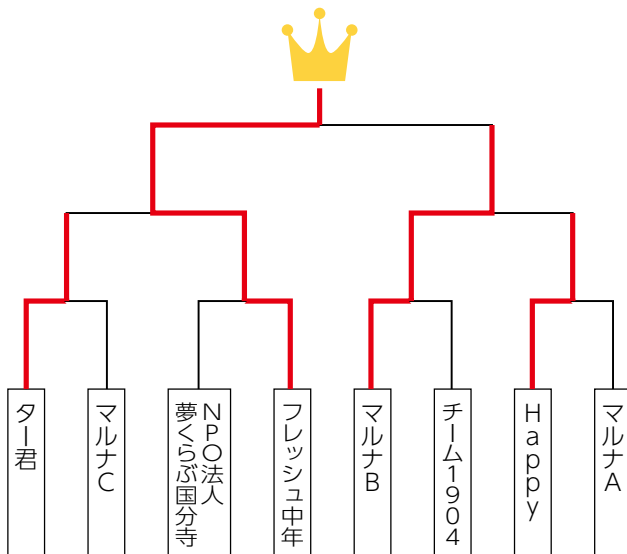 ター君
マルナC
NPO法人
夢くらぶ国分寺
フレッシュ中年
マルナB
チーム1904
Happy
マルナA